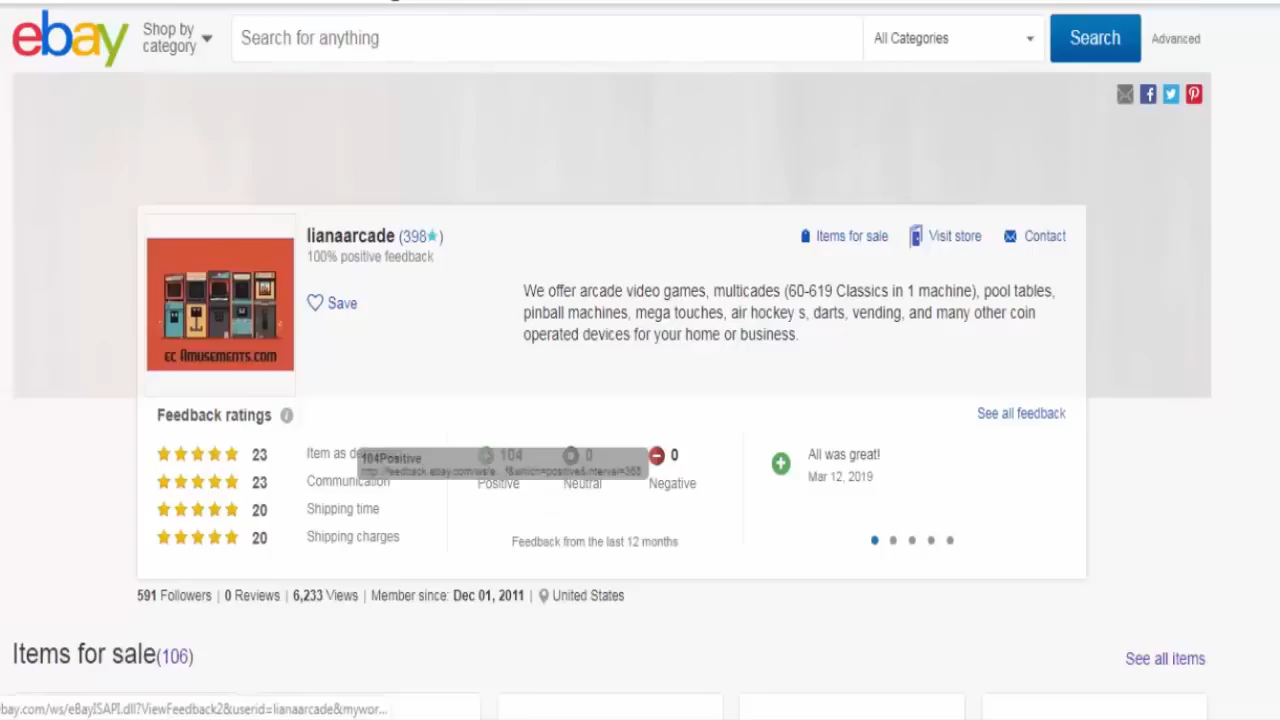 ebay
Shop by
category
Search for anything
All Categories
Search
Advanced
lianaarcade (398★)
100% positive feedback
Items for sale
Visit store
Contact
Save
We offer arcade video games, multicades (60-619 Classics in 1 machine), pool tables,
pinball machines, mega touches, air hockey s, darts, vending, and many other coin
operated devices for your home or business.
EC AMUSEMENTS.COM
Feedback ratings
See all feedback
23 Item as de
23 Communication
20 Shipping time
20 Shipping charges
104Positive
104
Positive
0
Neutral
0
Negative
Feedback from the last 12 months
All was great!
Mar 12, 2019
591 Followers | 0 Reviews | 6,233 Views | Member since: Dec 01, 2011 | United States
Items for sale(106)
See all items
bay.com/ws/eBayISAPI.dll?ViewFeedback2&userid=lianaarcade&mywor...